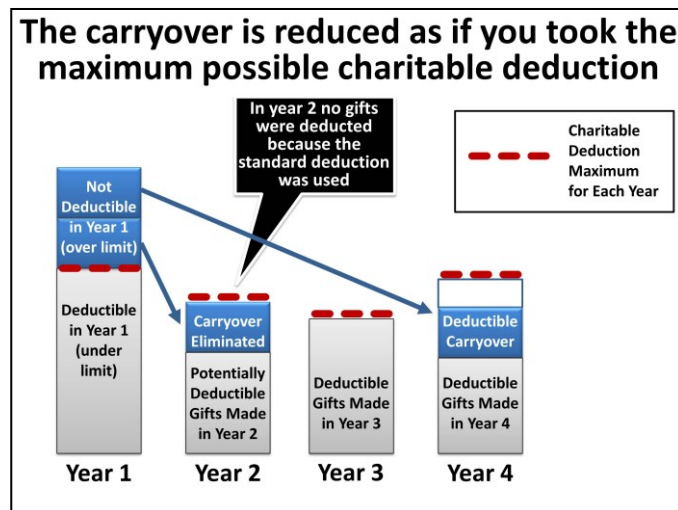 The carryover is reduced as if you took the
maximum possible charitable deduction
In year 2 no gifts
were deducted
because the
standard deduction
was used
Charitable
Deduction
Maximum
for Each Year
Not
Deductible
in Year 1
(over limit)
Deductible
in Year 1
(under
limit)
Carryover
Eliminated
Potentially
Deductible
Gifts Made
in Year 2
Deductible
Gifts Made
in Year 3
Deductible
Carryover
Deductible
Gifts Made
in Year 4
Year 1
Year 2
Year 3
Year 4